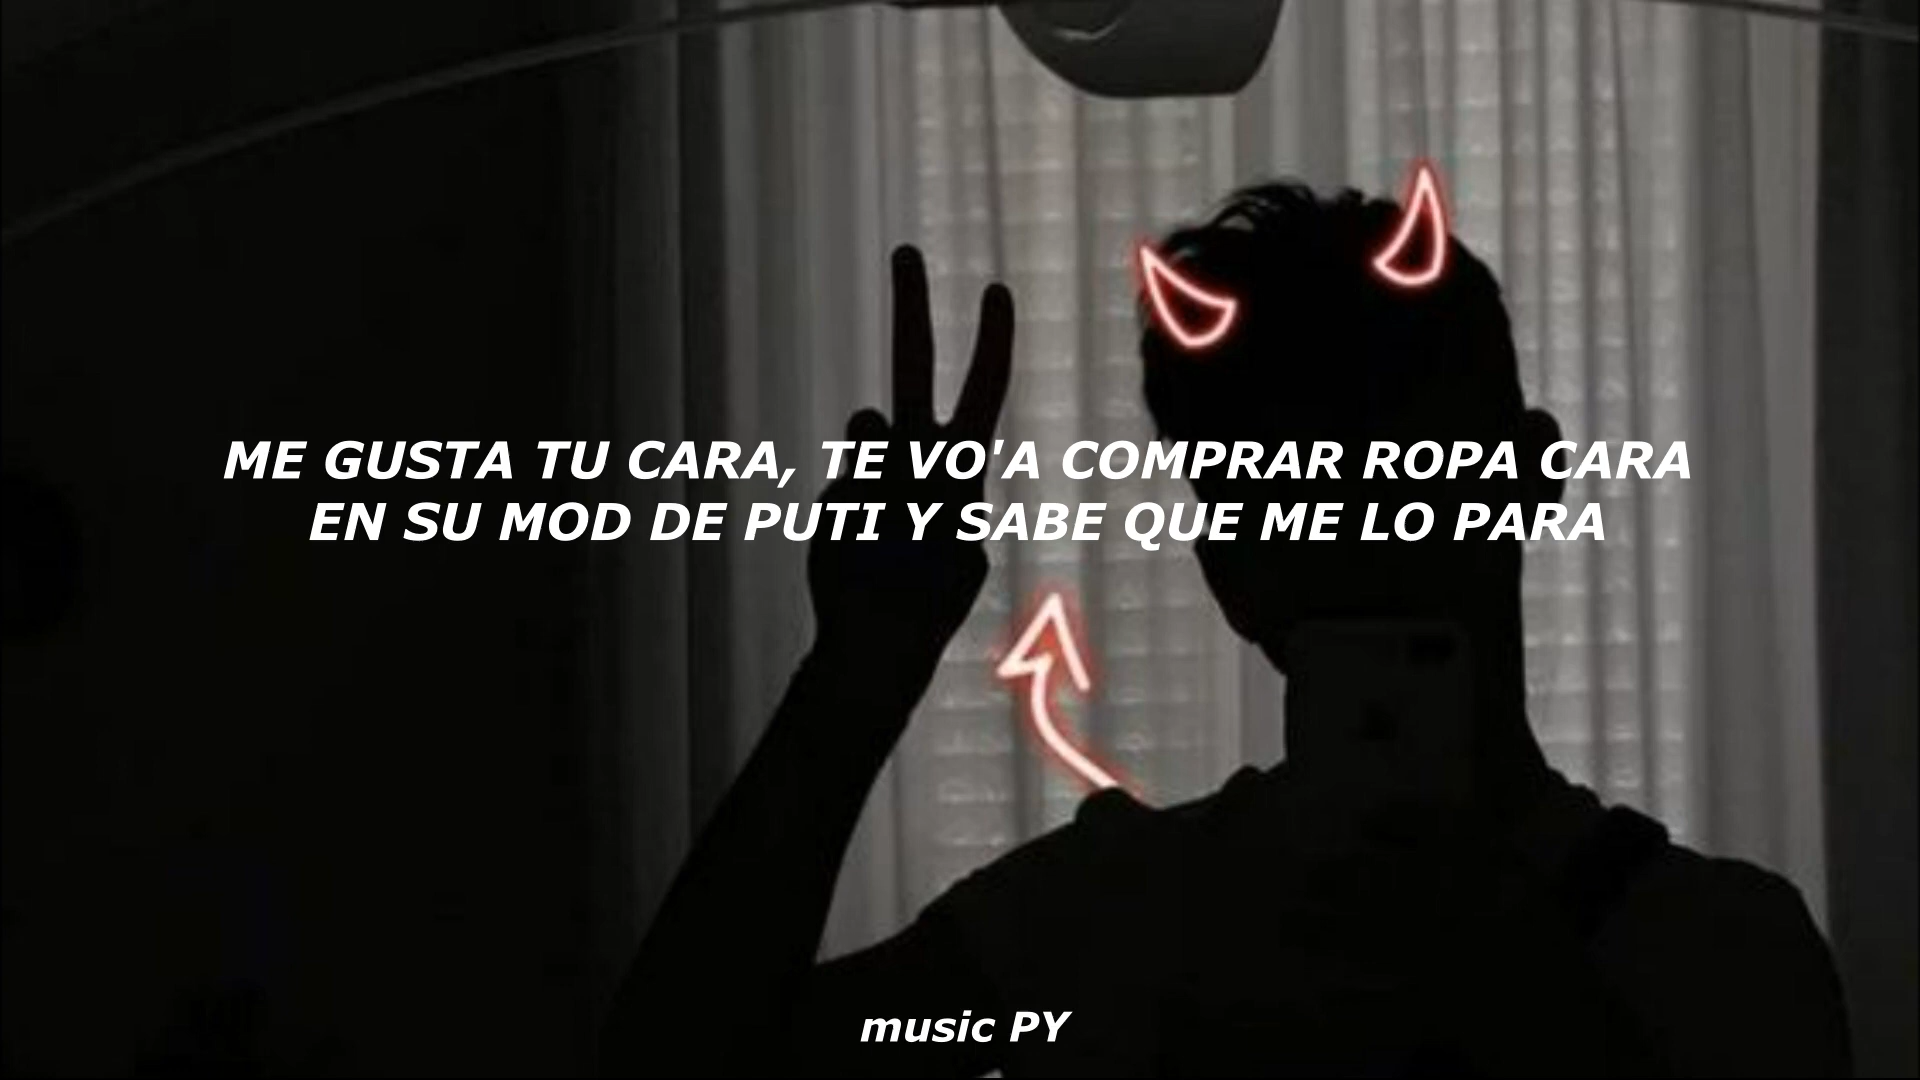 ME GUSTA TU CARA, TE VO'A COMPRAR ROPA CARA
EN SU MOD DE PUTI Y SABE QUE ME LO PARA
music PY